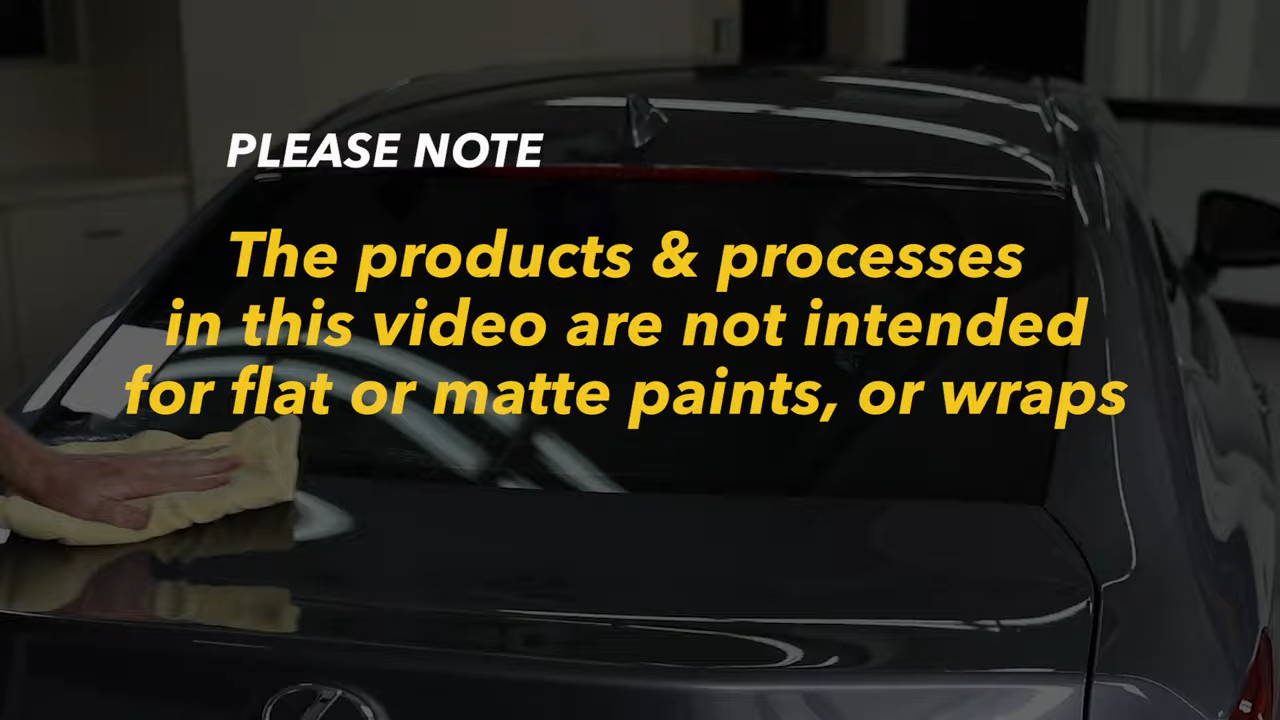 PLEASE NOTE
The products & processes
in this video are not intended
for flat or matte paints, or wraps